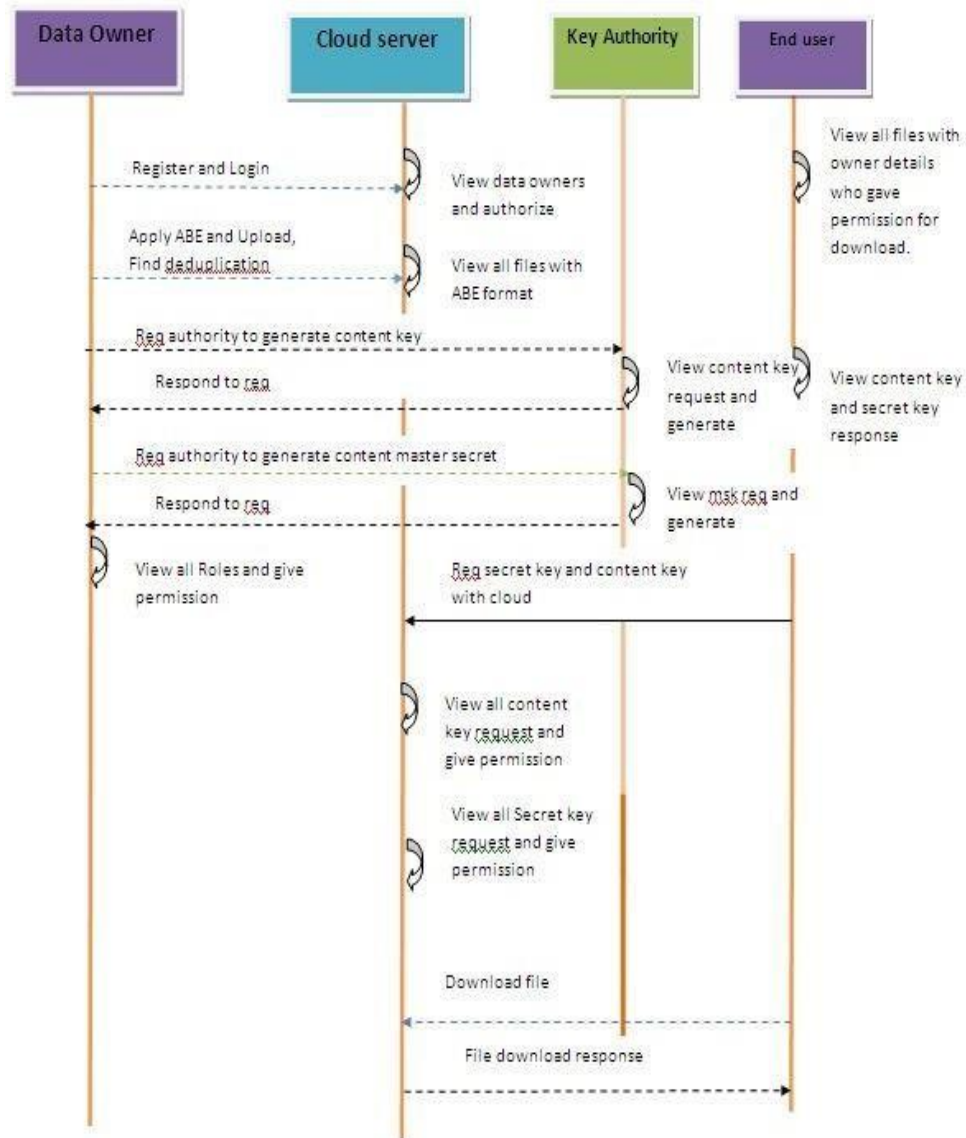 Data Owner
Cloud server
Key Authority
End user
View all files with
owner details
who gave
permission for
download.
Register and Login
View data owners
and authorize
Apply ABE and Upload,
Find deduplication
View all files with
ABE format
Req authority to generate content key
View content key
request and
generate
View content key
and secret key
response
Respond to req
Req authority to generate content master secret
View msk req and
generate
Respond to req
View all Roles and give
permission
Req secret key and content key
with cloud
View all content
key request and
give permission
View all Secret key
request and give
permission
Download file
File download response